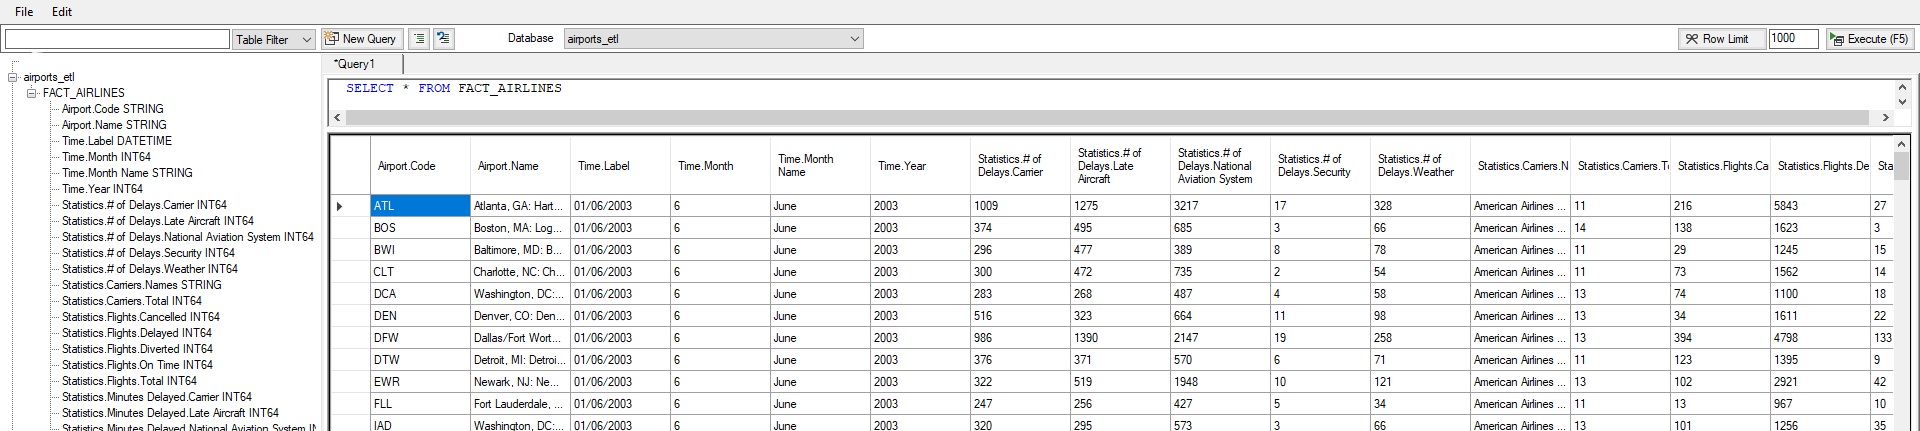 File Edit
Table Filter New Query Database airports_etl Row Limit 1000 Execute (F5)
airports_etl
FACT_AIRLINES
Airport.Code STRING
Airport.Name STRING
Time.Label DATETIME
Time.Month INT64
Time.Month Name STRING
Time.Year INT64
Statistics.# of Delays.Carrier INT64
Statistics.# of Delays.Late Aircraft INT64
Statistics.# of Delays.National Aviation System INT64
Statistics.# of Delays.Security INT64
Statistics.# of Delays.Weather INT64
Statistics.Carriers.Names STRING
Statistics.Carriers.Total INT64
Statistics.Flights.Cancelled INT64
Statistics.Flights.Delayed INT64
Statistics.Flights.Diverted INT64
Statistics.Flights.On Time INT64
Statistics.Flights.Total INT64
Statistics.Minutes Delayed.Carrier INT64
Statistics.Minutes Delayed.Late Aircraft INT64
Statistics.Minutes Delayed.National Aviation System IN
*Query1
SELECT * FROM FACT_AIRLINES
Airport.Code Airport.Name Time.Label Time.Month Time.Month Name Time.Year Statistics.# of Delays.Carrier Statistics.# of Delays.Late Aircraft Statistics.# of Delays.National Aviation System Statistics.# of Delays.Security Statistics.# of Delays.Weather Statistics.Carriers.N Statistics.Carriers.To Statistics.Flights.Ca Statistics.Flights.De Sta
ATL Atlanta, GA: Hart... 01/06/2003 6 June 2003 1009 1275 3217 17 328 American Airlines ... 11 216 5843 27
BOS Boston, MA: Log... 01/06/2003 6 June 2003 374 495 685 3 66 American Airlines ... 14 138 1623 3
BWI Baltimore, MD: B... 01/06/2003 6 June 2003 296 477 389 8 78 American Airlines ... 11 29 1245 15
CLT Charlotte, NC: Ch... 01/06/2003 6 June 2003 300 472 735 2 54 American Airlines ... 11 73 1562 14
DCA Washington, DC:... 01/06/2003 6 June 2003 283 268 487 4 58 American Airlines ... 13 74 1100 18
DEN Denver, CO: Den... 01/06/2003 6 June 2003 516 323 664 11 98 American Airlines ... 13 34 1611 22
DFW Dallas/Fort Wort... 01/06/2003 6 June 2003 986 1390 2147 19 258 American Airlines ... 13 394 4798 133
DTW Detroit, MI: Detroi... 01/06/2003 6 June 2003 376 371 570 6 71 American Airlines ... 11 123 1395 9
EWR Newark, NJ: Ne... 01/06/2003 6 June 2003 322 519 1948 10 121 American Airlines ... 13 102 2921 42
FLL Fort Lauderdale, ... 01/06/2003 6 June 2003 247 256 427 5 34 American Airlines ... 11 13 967 10
IAD Washington, DC:... 01/06/2003 6 June 2003 320 295 573 3 66 American Airlines ... 13 101 1256 35